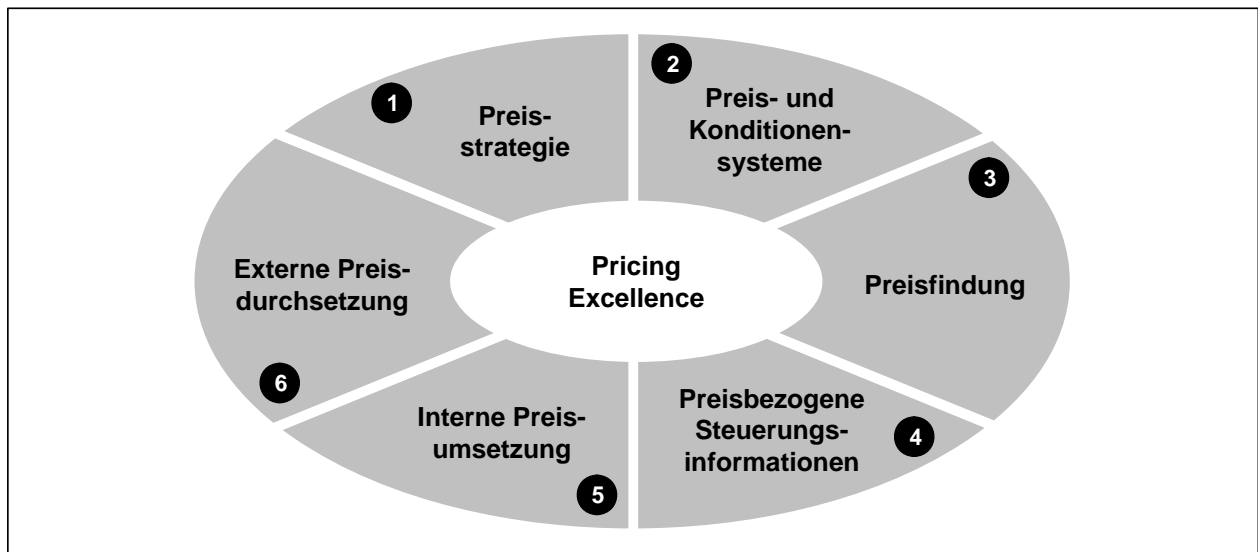 1
Preis-
strategie
2
Preis- und
Konditionen-
systeme
3
Preisfindung
Preisbezogene
Steuerungs-
informationen
4
Interne Preis-
umsetzung
5
Externe Preis-
durchsetzung
6
Pricing
Excellence